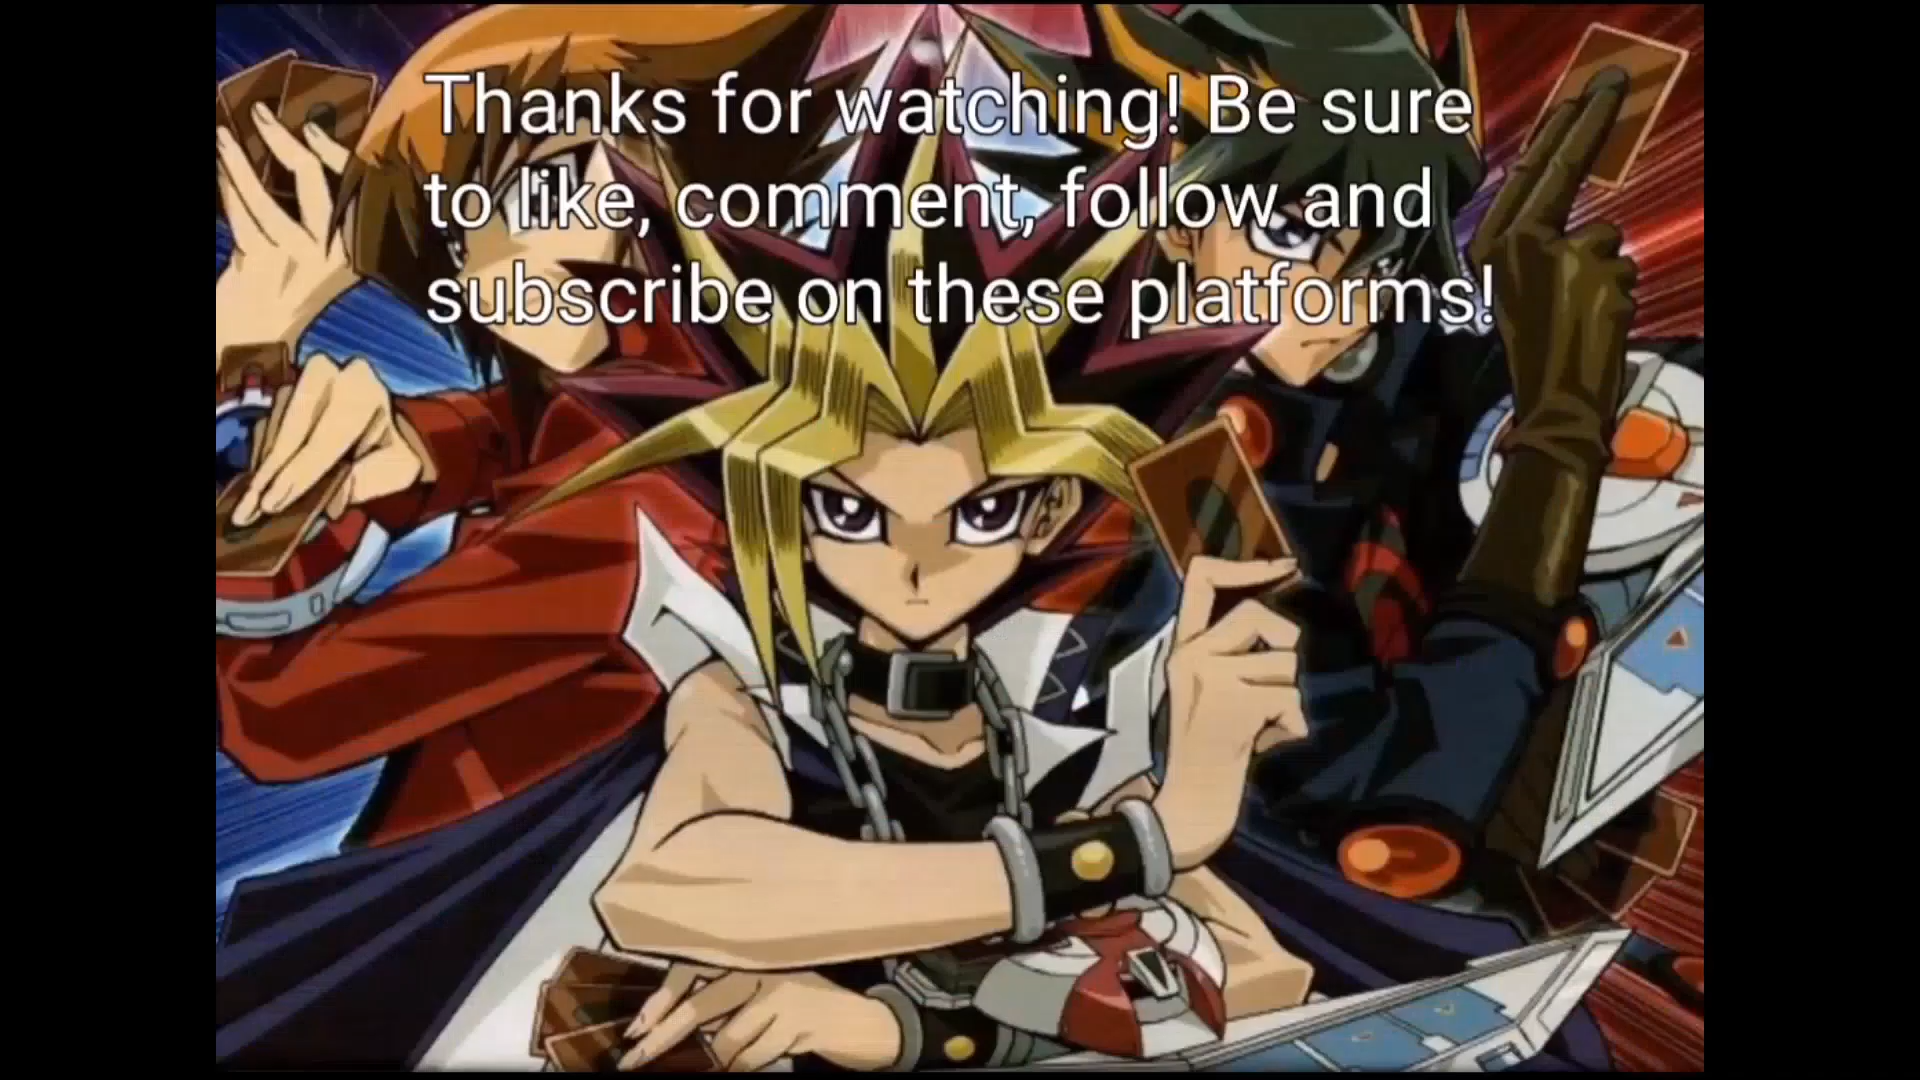 Thanks for watching! Be sure
to like, comment, follow and
subscribe on these platforms!